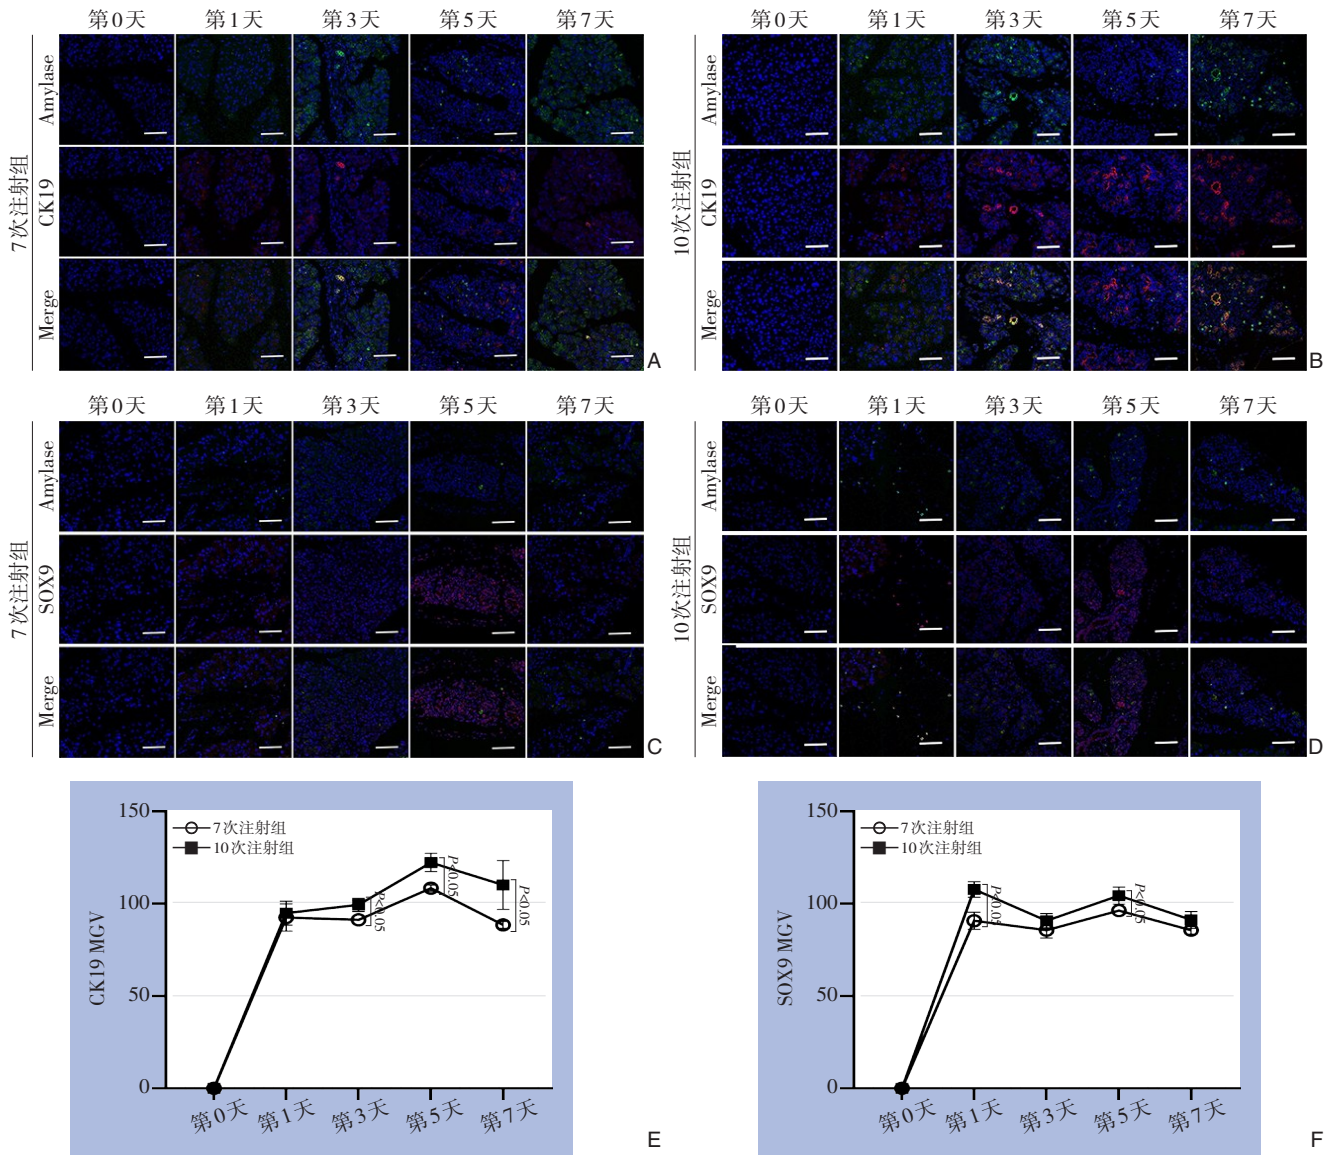 第0天 第1天 第3天 第5天 第7天
7次注射组
Amylase
CK19
Merge
A
第0天 第1天 第3天 第5天 第7天
10次注射组
Amylase
CK19
Merge
B
第0天 第1天 第3天 第5天 第7天
7次注射组
Amylase
SOX9
Merge
C
第0天 第1天 第3天 第5天 第7天
10次注射组
Amylase
SOX9
Merge
D
CK19 MGV
150
100
50
0
7次注射组
10次注射组
P<0.05
P<0.05
P<0.05
第0天 第1天 第3天 第5天 第7天
E
SOX9 MGV
150
100
50
0
7次注射组
10次注射组
P<0.05
P<0.05
第0天 第1天 第3天 第5天 第7天
F